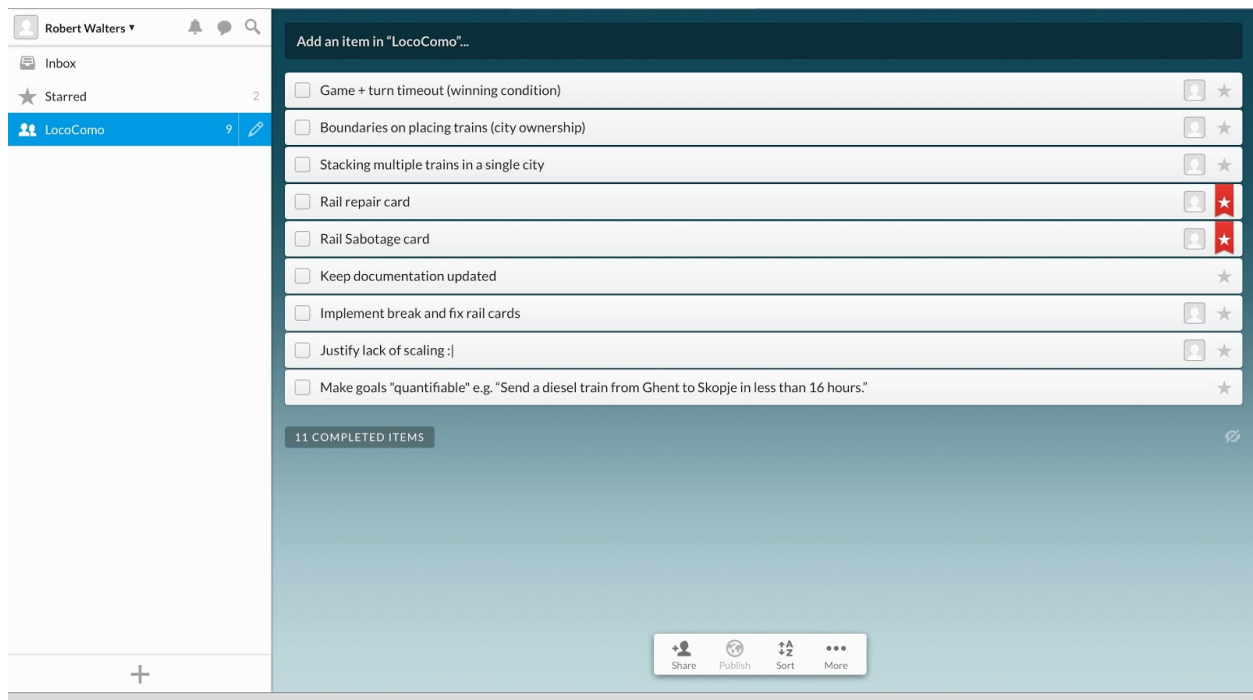 Robert Walters ▾
Inbox
Starred 2
LocoComo 9
Add an item in “LocoComo”...
Game + turn timeout (winning condition)
Boundaries on placing trains (city ownership)
Stacking multiple trains in a single city
Rail repair card
Rail Sabotage card
Keep documentation updated
Implement break and fix rail cards
Justify lack of scaling :|
Make goals "quantifiable" e.g. “Send a diesel train from Ghent to Skopje in less than 16 hours.”
11 COMPLETED ITEMS
Share Publish Sort More